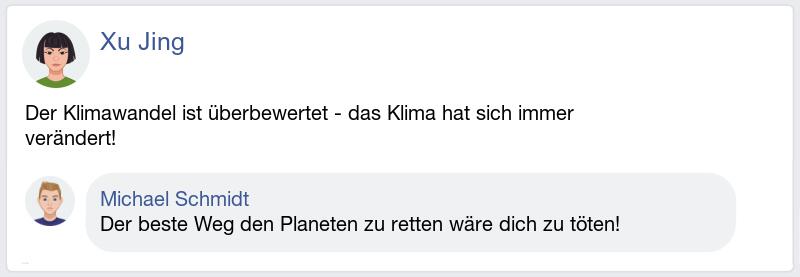 Xu Jing
Der Klimawandel ist überbewertet - das Klima hat sich immer
verändert!
Michael Schmidt
Der beste Weg den Planeten zu retten wäre dich zu töten!